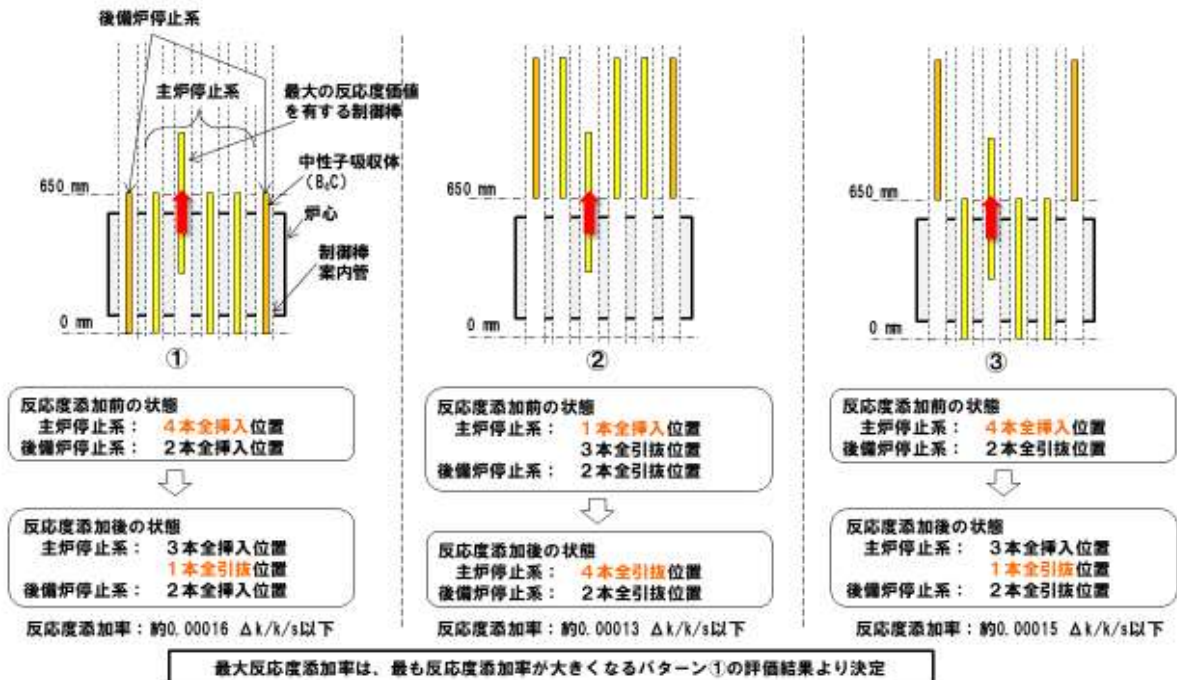 後備炉停止系
主炉停止系
最大の反応度価値
を有する制御棒
中性子吸収体
(B₄C)
炉心
制御棒
案内管
650 mm
0 mm
①
反応度添加前の状態
主炉停止系： 4本全挿入位置
後備炉停止系： 2本全挿入位置
反応度添加後の状態
主炉停止系： 3本全挿入位置
1本全引抜位置
後備炉停止系： 2本全挿入位置
反応度添加率：約0.00016 Δk/k/s以下
650 mm
0 mm
②
反応度添加前の状態
主炉停止系： 1本全挿入位置
3本全引抜位置
後備炉停止系： 2本全引抜位置
反応度添加後の状態
主炉停止系： 4本全引抜位置
後備炉停止系： 2本全引抜位置
反応度添加率：約0.00013 Δk/k/s以下
650 mm
0 mm
③
反応度添加前の状態
主炉停止系： 4本全挿入位置
後備炉停止系： 2本全引抜位置
反応度添加後の状態
主炉停止系： 3本全挿入位置
1本全引抜位置
後備炉停止系： 2本全引抜位置
反応度添加率：約0.00015 Δk/k/s以下
最大反応度添加率は、最も反応度添加率が大きくなるパターン①の評価結果より決定